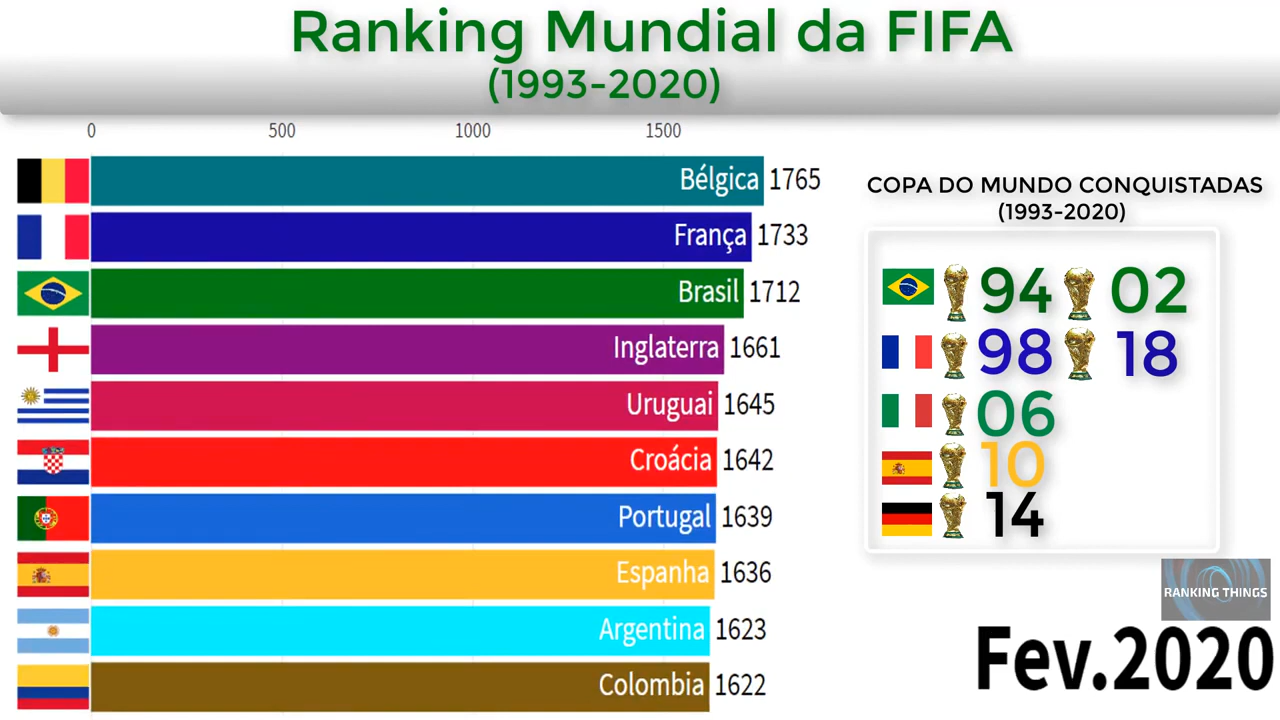 Ranking Mundial da FIFA
(1993-2020)
0 500 1000 1500
Bélgica 1765
França 1733
Brasil 1712
Inglaterra 1661
Uruguai 1645
Croácia 1642
Portugal 1639
Espanha 1636
Argentina 1623
Colombia 1622
COPA DO MUNDO CONQUISTADAS
(1993-2020)
94 02
98 18
06
10
14
RANKING THINGS
Fev.2020